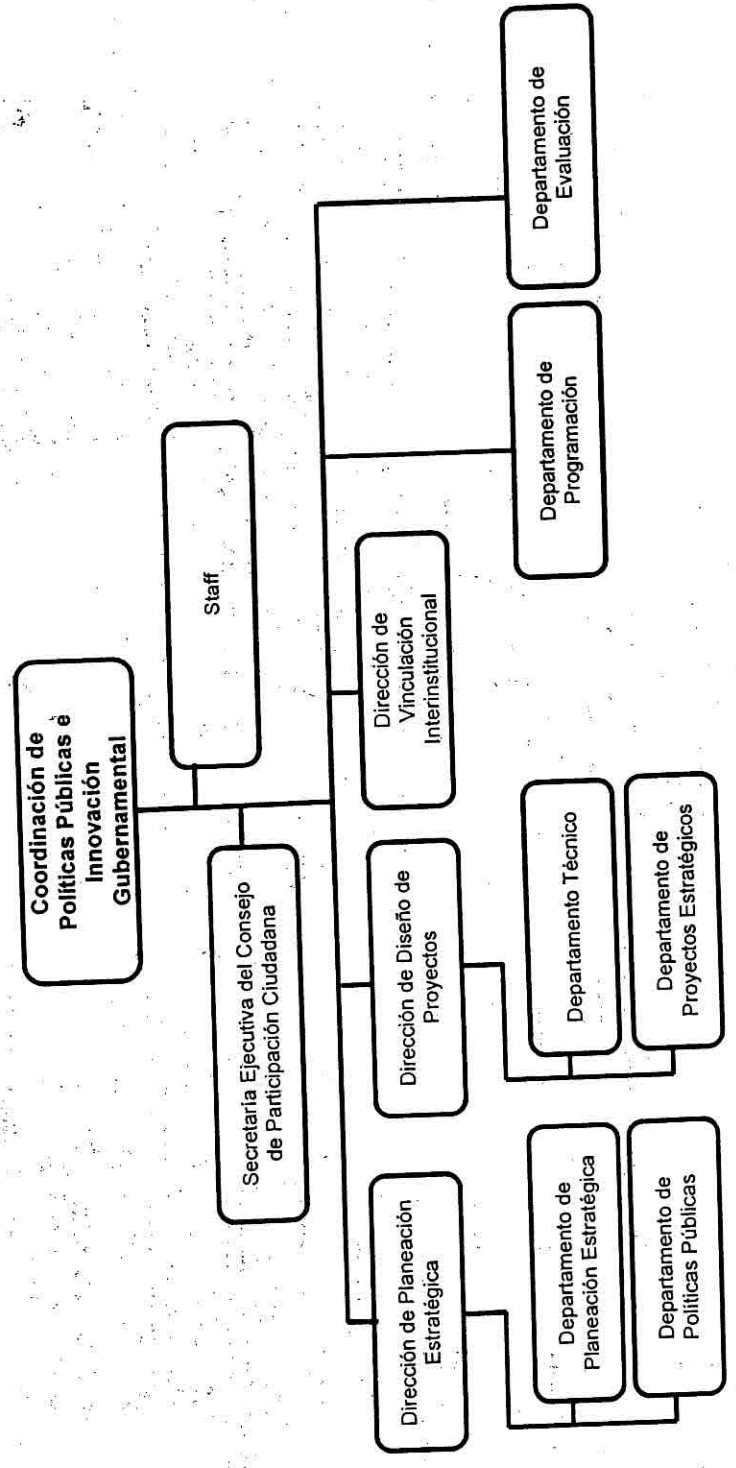 Coordinación de
Políticas Públicas e
Innovación
Gubernamental
Staff
Secretaria Ejecutiva del Consejo
de Participación Ciudadana
Dirección de Planeación
Estratégica
Dirección de Diseño de
Proyectos
Dirección de
Vinculación
Interinstitucional
Departamento de
Planeación Estratégica
Departamento de
Políticas Públicas
Departamento Técnico
Departamento de
Proyectos Estratégicos
Departamento de
Programación
Departamento de
Evaluación